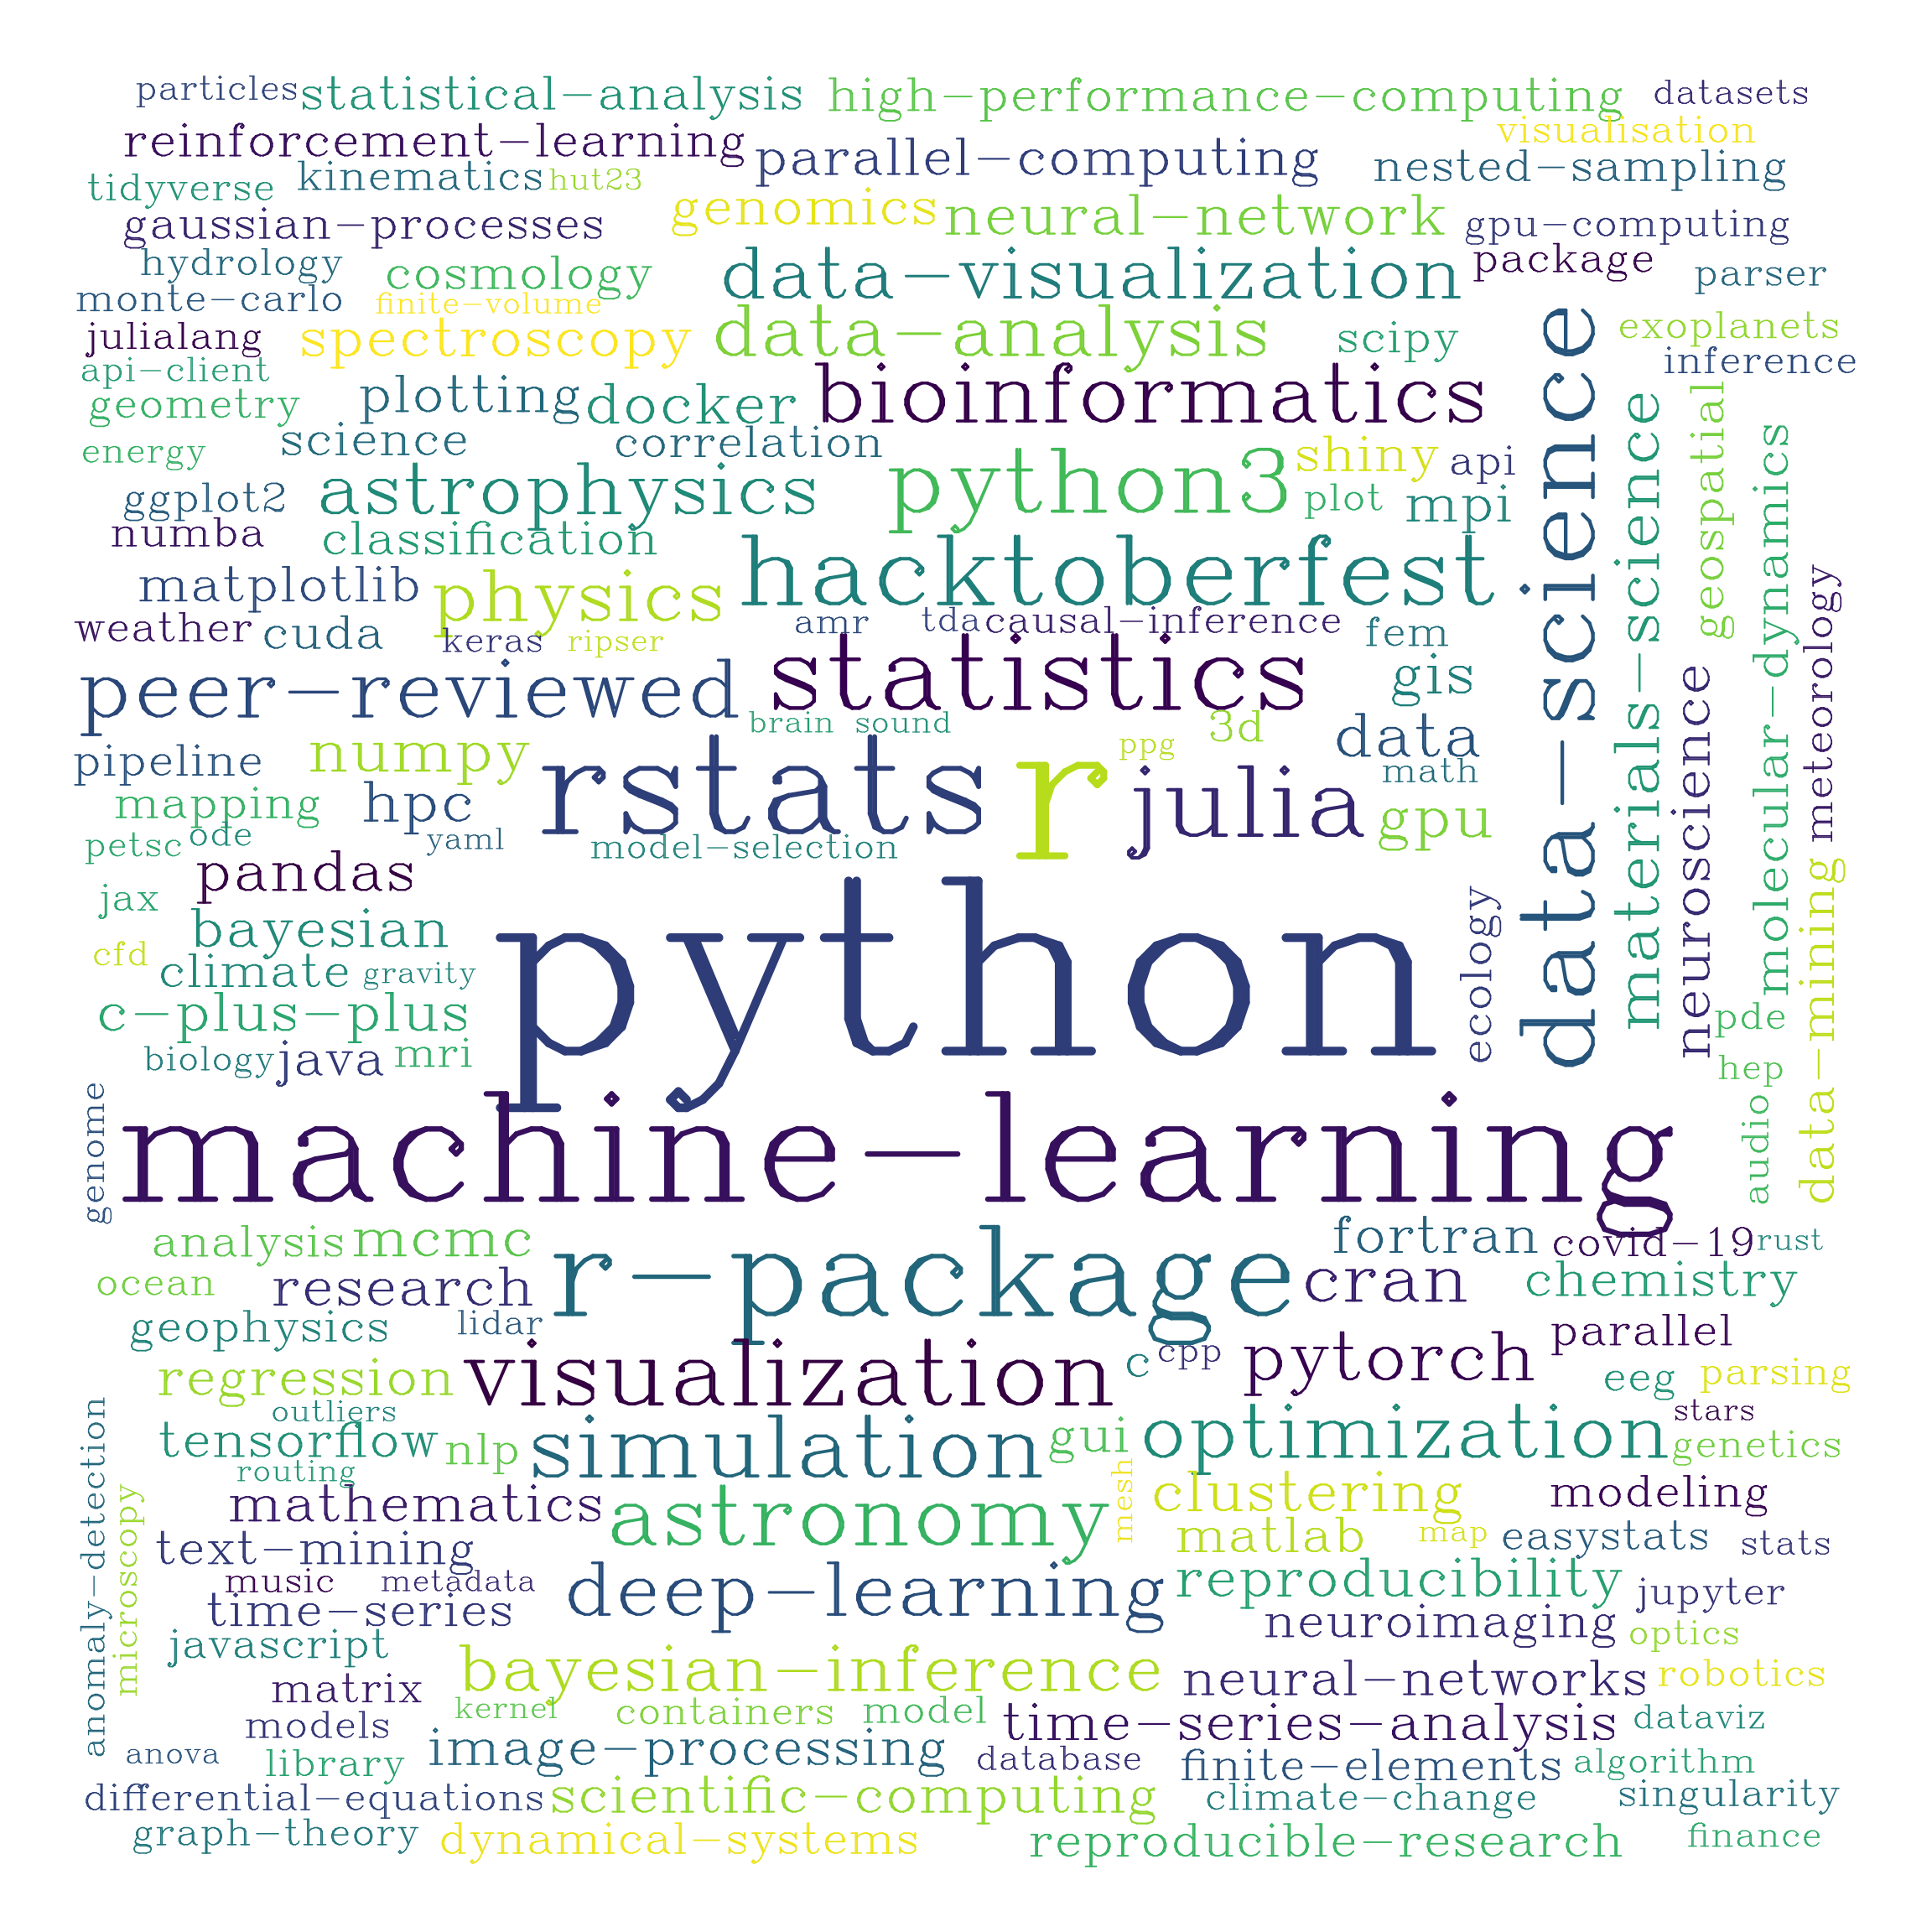 particles statistical-analysis high-performance-computing datasets
reinforcement-learning parallel-computing visualisation
tidyverse kinematics hut23 nested-sampling
gaussian-processes genomics neural-network gpu-computing
hydrology cosmology data-visualization package parser
monte-carlo finite-volume
julialang spectroscopy data-analysis scipy exoplanets
api-client inference
geometry plotting docker bioinformatics
energy science correlation shiny api
ggplot2 astrophysics python3 plot mpi
numba classification
matplotlib physics hacktoberfest
weather cuda keras ripser amr tda causal-inference fem
peer-reviewed statistics gis
brain sound 3d data
pipeline numpy rstats r ppg julia math
mapping hpc gpu
petsc ode yaml model-selection
pandas
jax
bayesian python
cfd climate gravity
c-plus-plus
biology java mri
ecology
data-science
materials-science
geospatial
neuroscience
molecular-dynamics
meteorology
data-mining
pde
hep
audio
genome
machine-learning
analysis mcmc r-package fortran covid-19 rust
ocean research cran chemistry
geophysics lidar parallel
regression visualization c cpp pytorch eeg parsing
outliers stars
tensorflow nlp simulation gui optimization genetics
routing mesh
mathematics astronomy clustering modeling
matlab map easystats stats
text-mining
music metadata deep-learning reproducibility jupyter
time-series neuroimaging optics
javascript
anomaly-detection
microscopy
matrix bayesian-inference neural-networks robotics
kernel containers model
models time-series-analysis dataviz
anova library image-processing database finite-elements algorithm
differential-equations scientific-computing climate-change singularity
graph-theory dynamical-systems reproducible-research finance